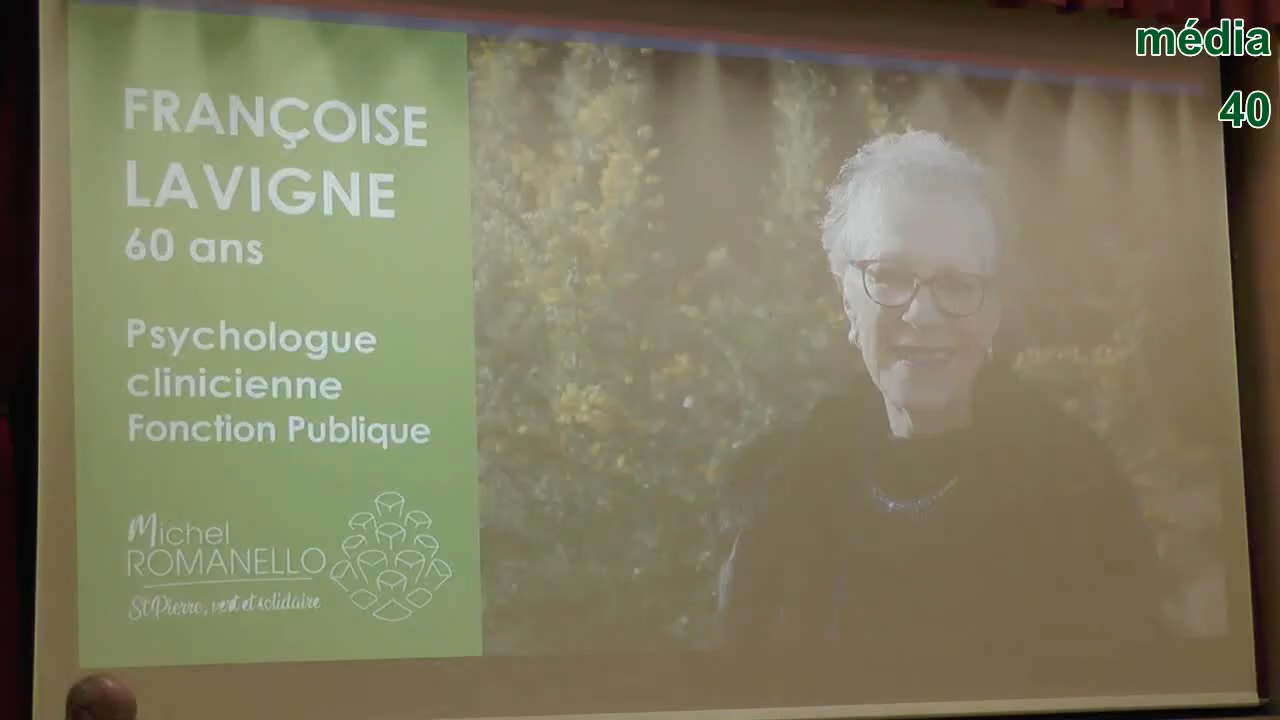 média
40
FRANÇOISE
LAVIGNE
60 ans
Psychologue
clinicienne
Fonction Publique
Michel
ROMANELLO
St Pierre, vert et solidaire